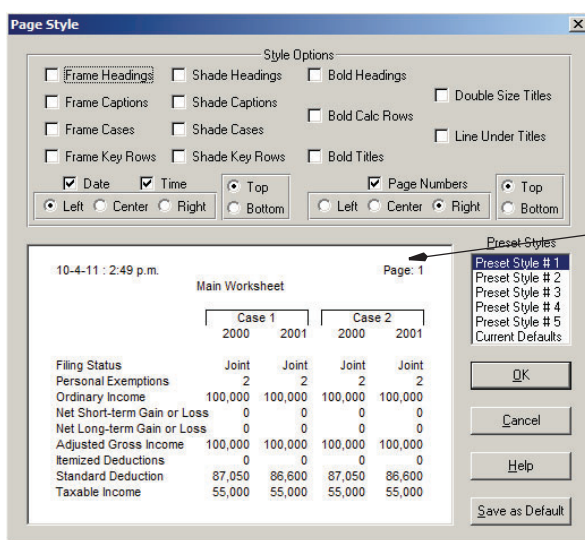 Page Style
Style Options
Frame Headings Shade Headings Bold Headings
Double Size Titles
Frame Captions Shade Captions
Bold Calc Rows
Frame Cases Shade Cases
Line Under Titles
Frame Key Rows Shade Key Rows Bold Titles
Date Time Top Page Numbers Top
Left Center Right Bottom Left Center Right Bottom
Preset Styles
10-4-11 : 2:49 p.m. Page: 1
Main Worksheet
Case 1 Case 2
2000 2001 2000 2001
Filing Status Joint Joint Joint Joint
Personal Exemptions 2 2 2 2
Ordinary Income 100,000 100,000 100,000 100,000
Net Short-term Gain or Loss 0 0 0 0
Net Long-term Gain or Loss 0 0 0 0
Adjusted Gross Income 100,000 100,000 100,000 100,000
Itemized Deductions 0 0 0 0
Standard Deduction 87,050 86,600 87,050 86,600
Taxable Income 55,000 55,000 55,000 55,000
Preset Style # 1
Preset Style # 2
Preset Style # 3
Preset Style # 4
Preset Style # 5
Current Defaults
OK
Cancel
Help
Save as Default